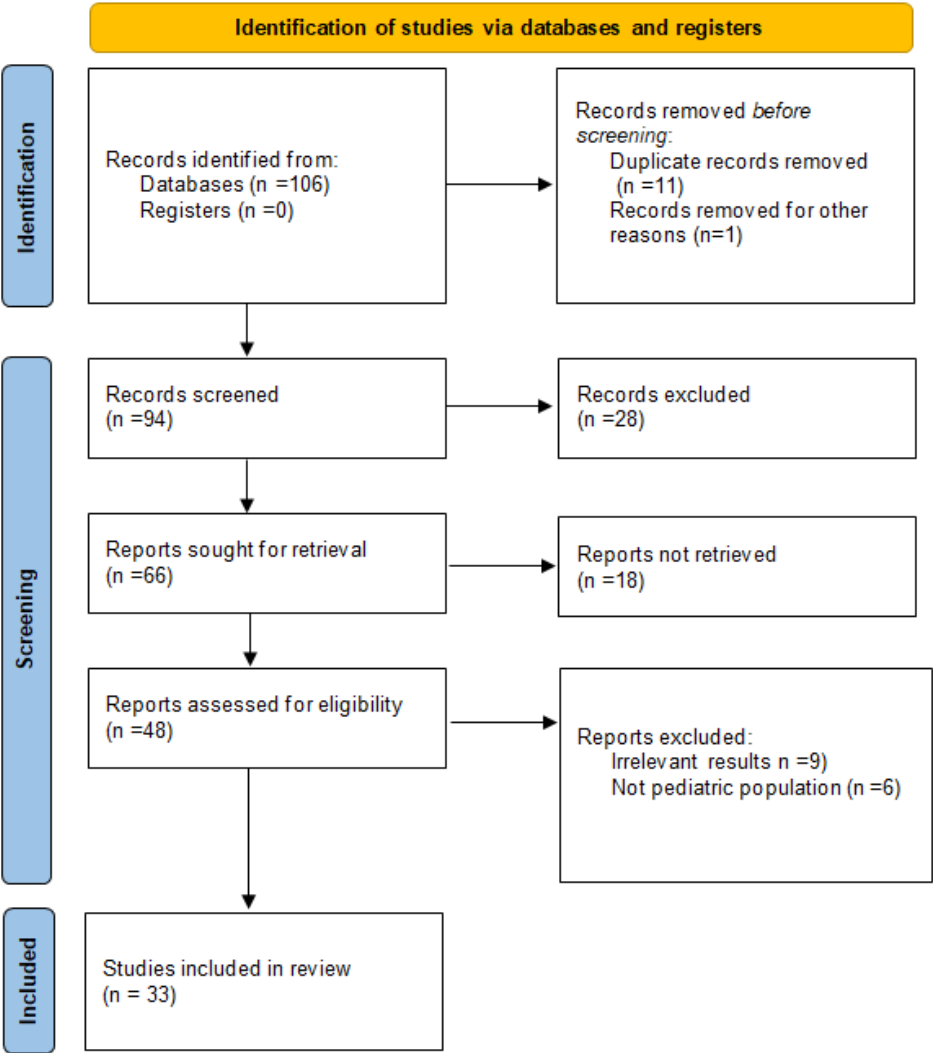 Identification of studies via databases and registers
Identification
Records identified from:
Databases (n =106)
Registers (n =0)
Records removed before
screening:
Duplicate records removed
(n =11)
Records removed for other
reasons (n=1)
Screening
Records screened
(n =94)
Records excluded
(n =28)
Reports sought for retrieval
(n =66)
Reports not retrieved
(n =18)
Reports assessed for eligibility
(n =48)
Reports excluded:
Irrelevant results n =9)
Not pediatric population (n =6)
Included
Studies included in review
(n = 33)